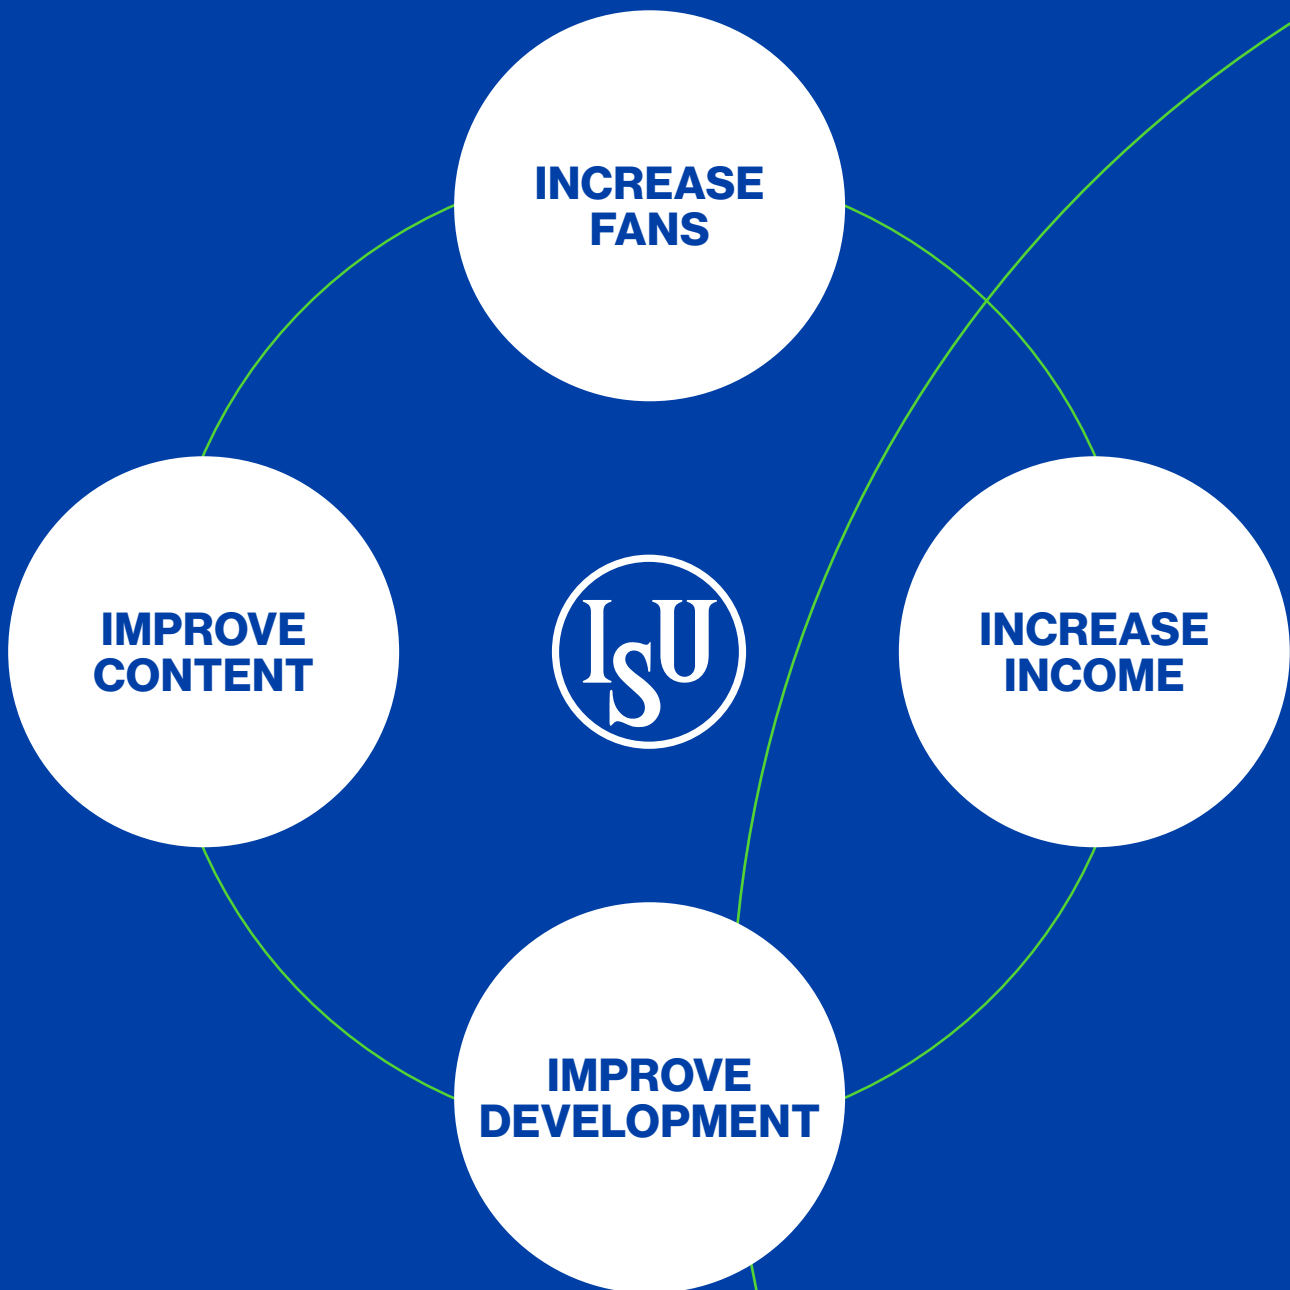 INCREASE
FANS
IMPROVE
CONTENT
ISU
INCREASE
INCOME
IMPROVE
DEVELOPMENT